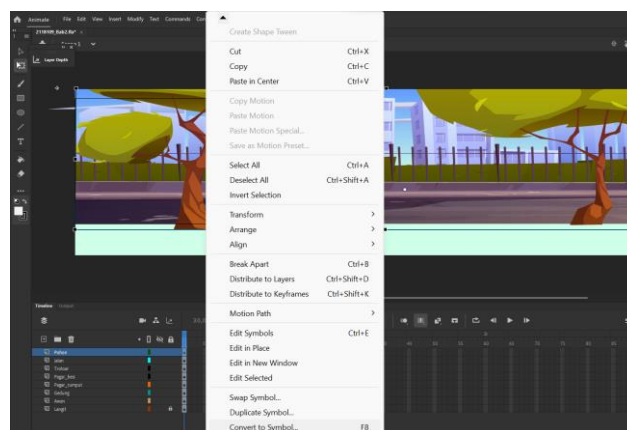 Animate File Edit View Insert Modify Text Commands
Create Shape Tween
Cut Ctrl+X
Copy Ctrl+C
Paste in Center Ctrl+V
Copy Motion
Paste Motion
Paste Motion Special...
Save as Motion Preset...
Select All Ctrl+A
Deselect All Ctrl+Shift+A
Invert Selection
Transform
Arrange
Align
Break Apart Ctrl+B
Distribute to Layers Ctrl+Shift+D
Distribute to Keyframes Ctrl+Shift+K
Motion Path
Edit Symbols Ctrl+E
Edit in Place
Edit in New Window
Edit Selected
Swap Symbol...
Duplicate Symbol...
Convert to Symbol... F8
Layer Depth
Timeline Output
Pohon
Jalan
Trotoar
Pagar_besi
Pagar_rumput
Gedung
Awan
Langit